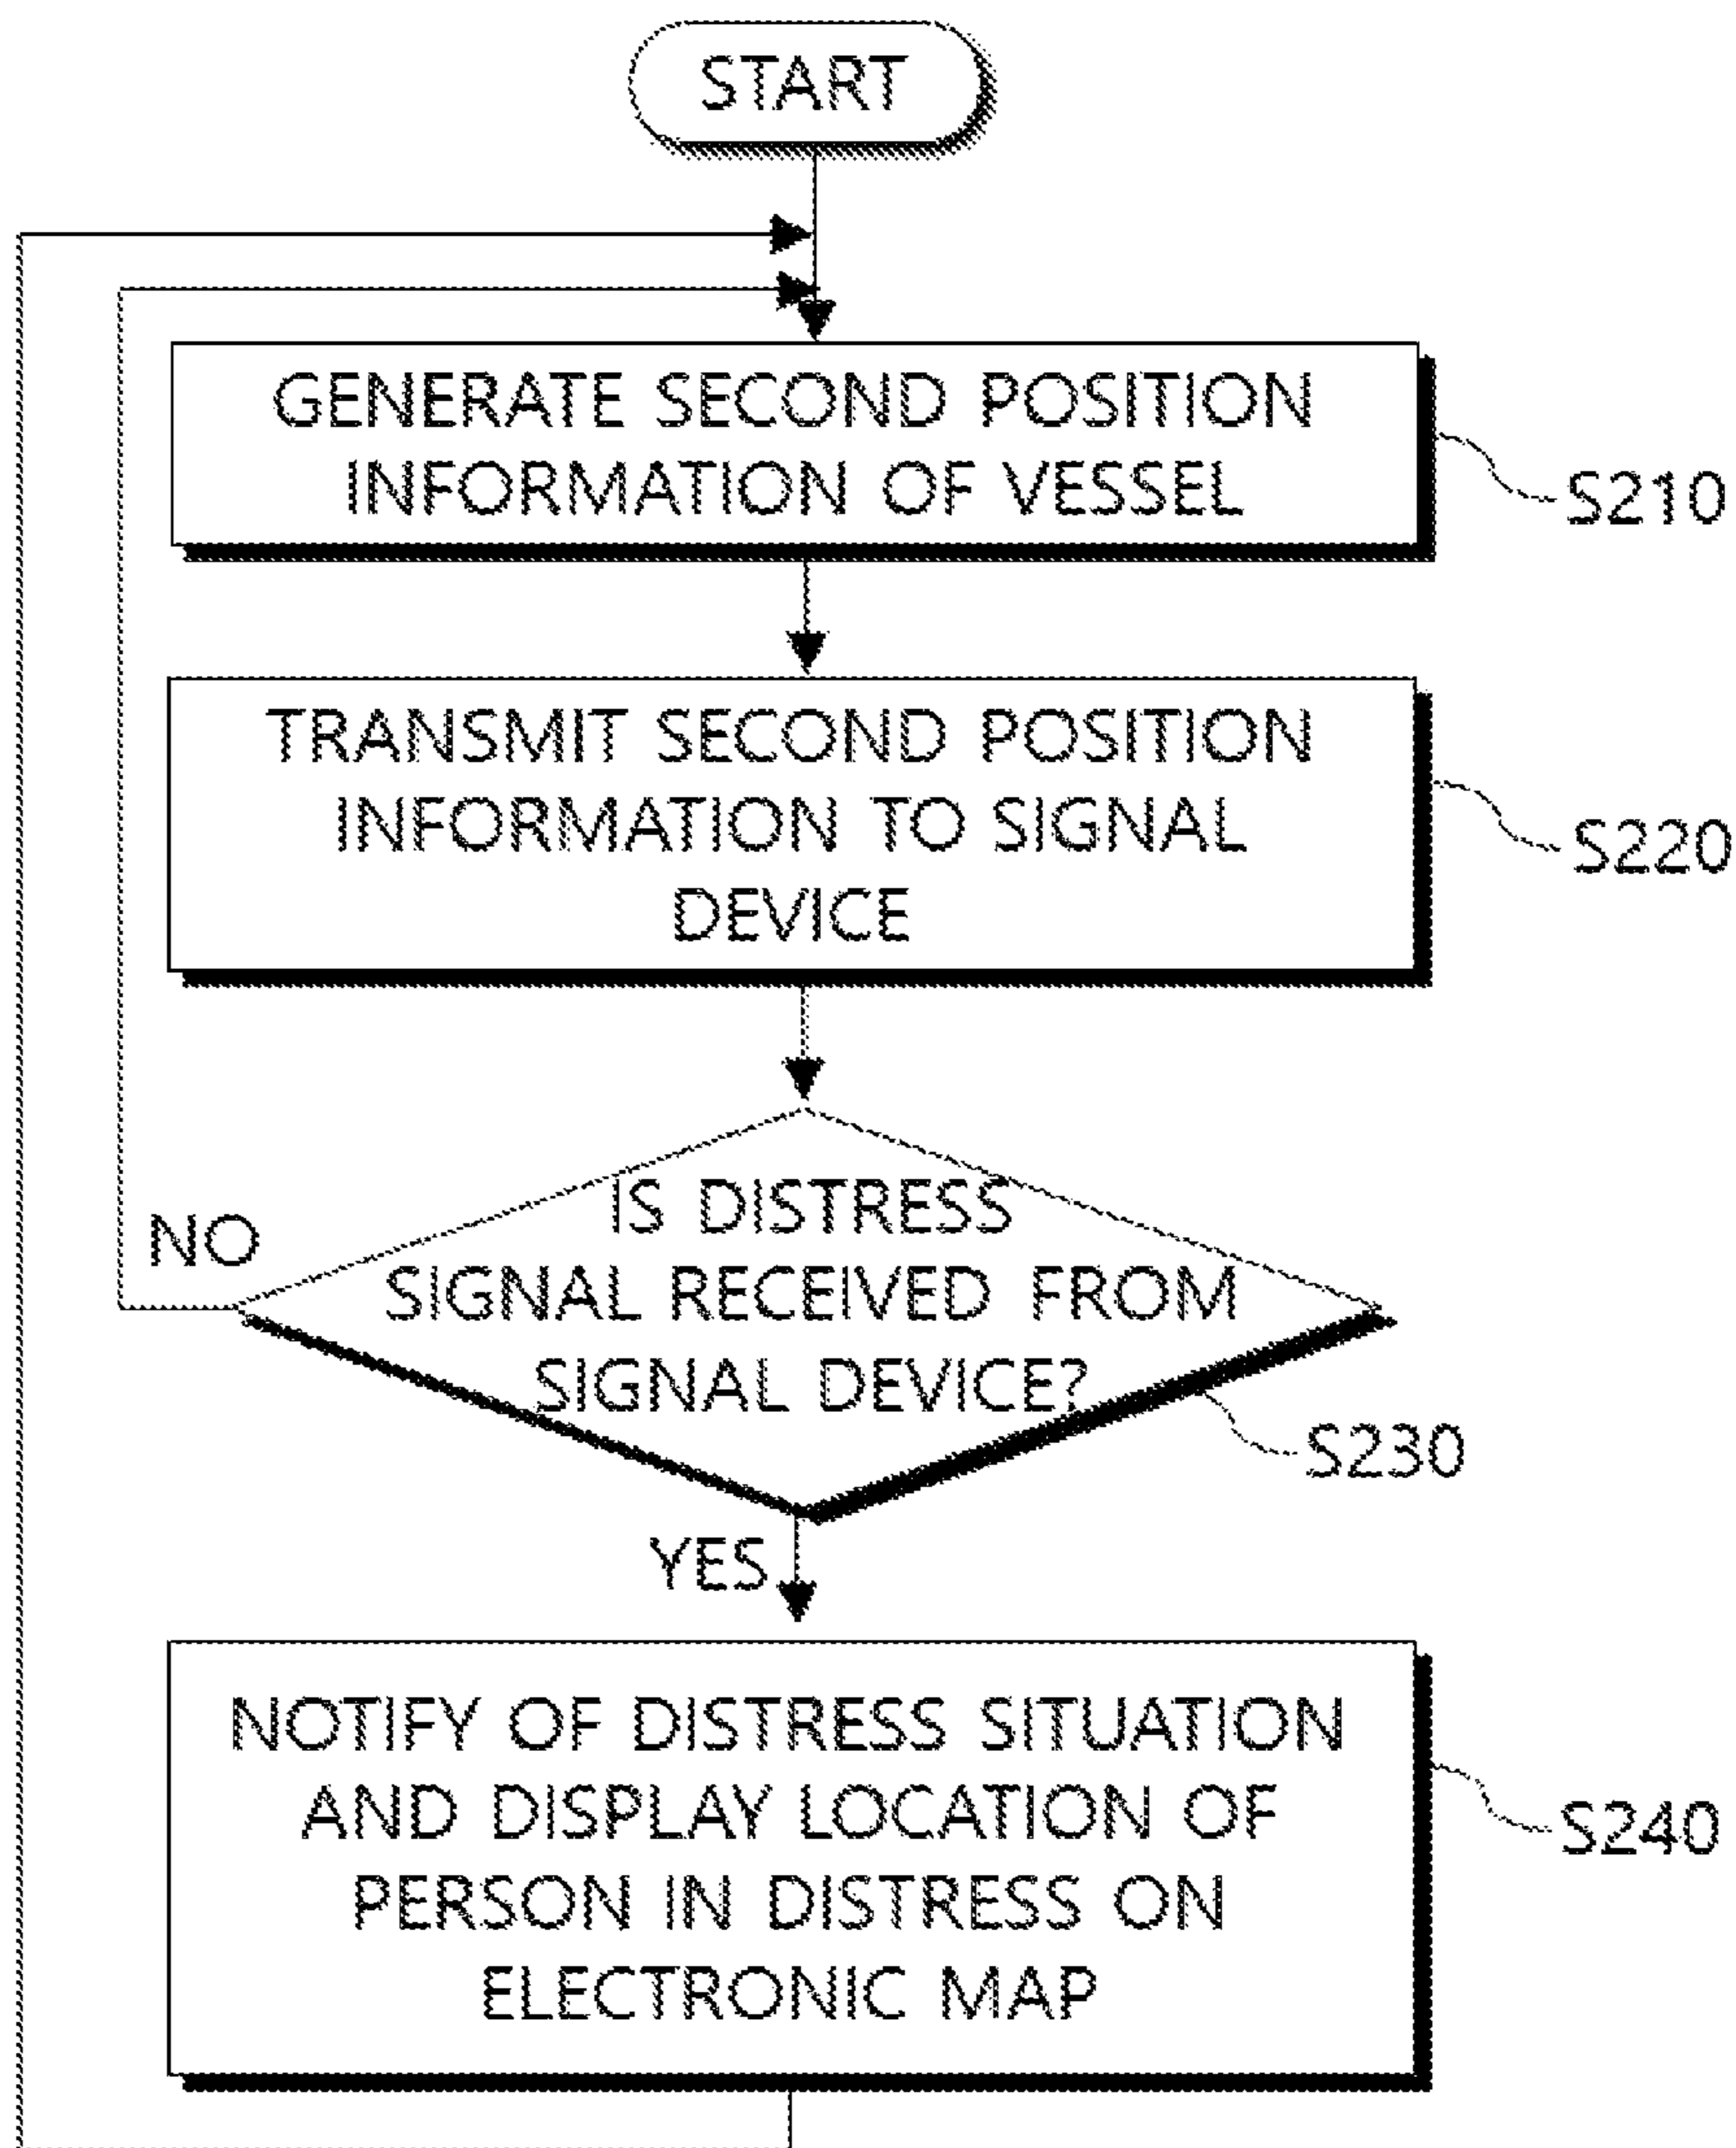 START
GENERATE SECOND POSITION
INFORMATION OF VESSEL
S210
TRANSMIT SECOND POSITION
INFORMATION TO SIGNAL
DEVICE
S220
IS DISTRESS
SIGNAL RECEIVED FROM
SIGNAL DEVICE?
NO
S230
YES
NOTIFY OF DISTRESS SITUATION
AND DISPLAY LOCATION OF
PERSON IN DISTRESS ON
ELECTRONIC MAP
S240